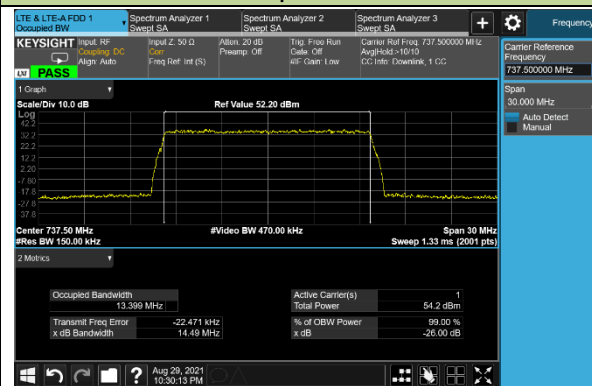 LTE & LTE-A FDD 1
Occupied BW
Spectrum Analyzer 1
Swept SA
Spectrum Analyzer 2
Swept SA
Spectrum Analyzer 3
Swept SA
+
Frequency
KEYSIGHT
Input: RF
Coupling: DC
Align: Auto
Input Z: 50 Ω
Corr
Freq Ref: Int (S)
Atten: 20 dB
Preamp: Off
Trig: Free Run
Gate: Off
#IF Gain: Low
Carrier Ref Freq: 737.500000 MHz
Avg|Hold:>10/10
CC Info: Downlink, 1 CC
LXI
PASS
Carrier Reference
Frequency
737.500000 MHz
Span
30.000 MHz
Auto Detect
Manual
1 Graph
Scale/Div 10.0 dB
Ref Value 52.20 dBm
Log
42.2
32.2
22.2
12.2
2.20
-7.80
-17.8
-27.8
-37.8
Center 737.50 MHz
#Video BW 470.00 kHz
Span 30 MHz
#Res BW 150.00 kHz
Sweep 1.33 ms (2001 pts)
2 Metrics
Occupied Bandwidth
13.399 MHz
Active Carrier(s) 1
Total Power 54.2 dBm
Transmit Freq Error -22.471 kHz
x dB Bandwidth 14.49 MHz
% of OBW Power 99.00 %
x dB -26.00 dB
?
Aug 29, 2021
10:30:13 PM